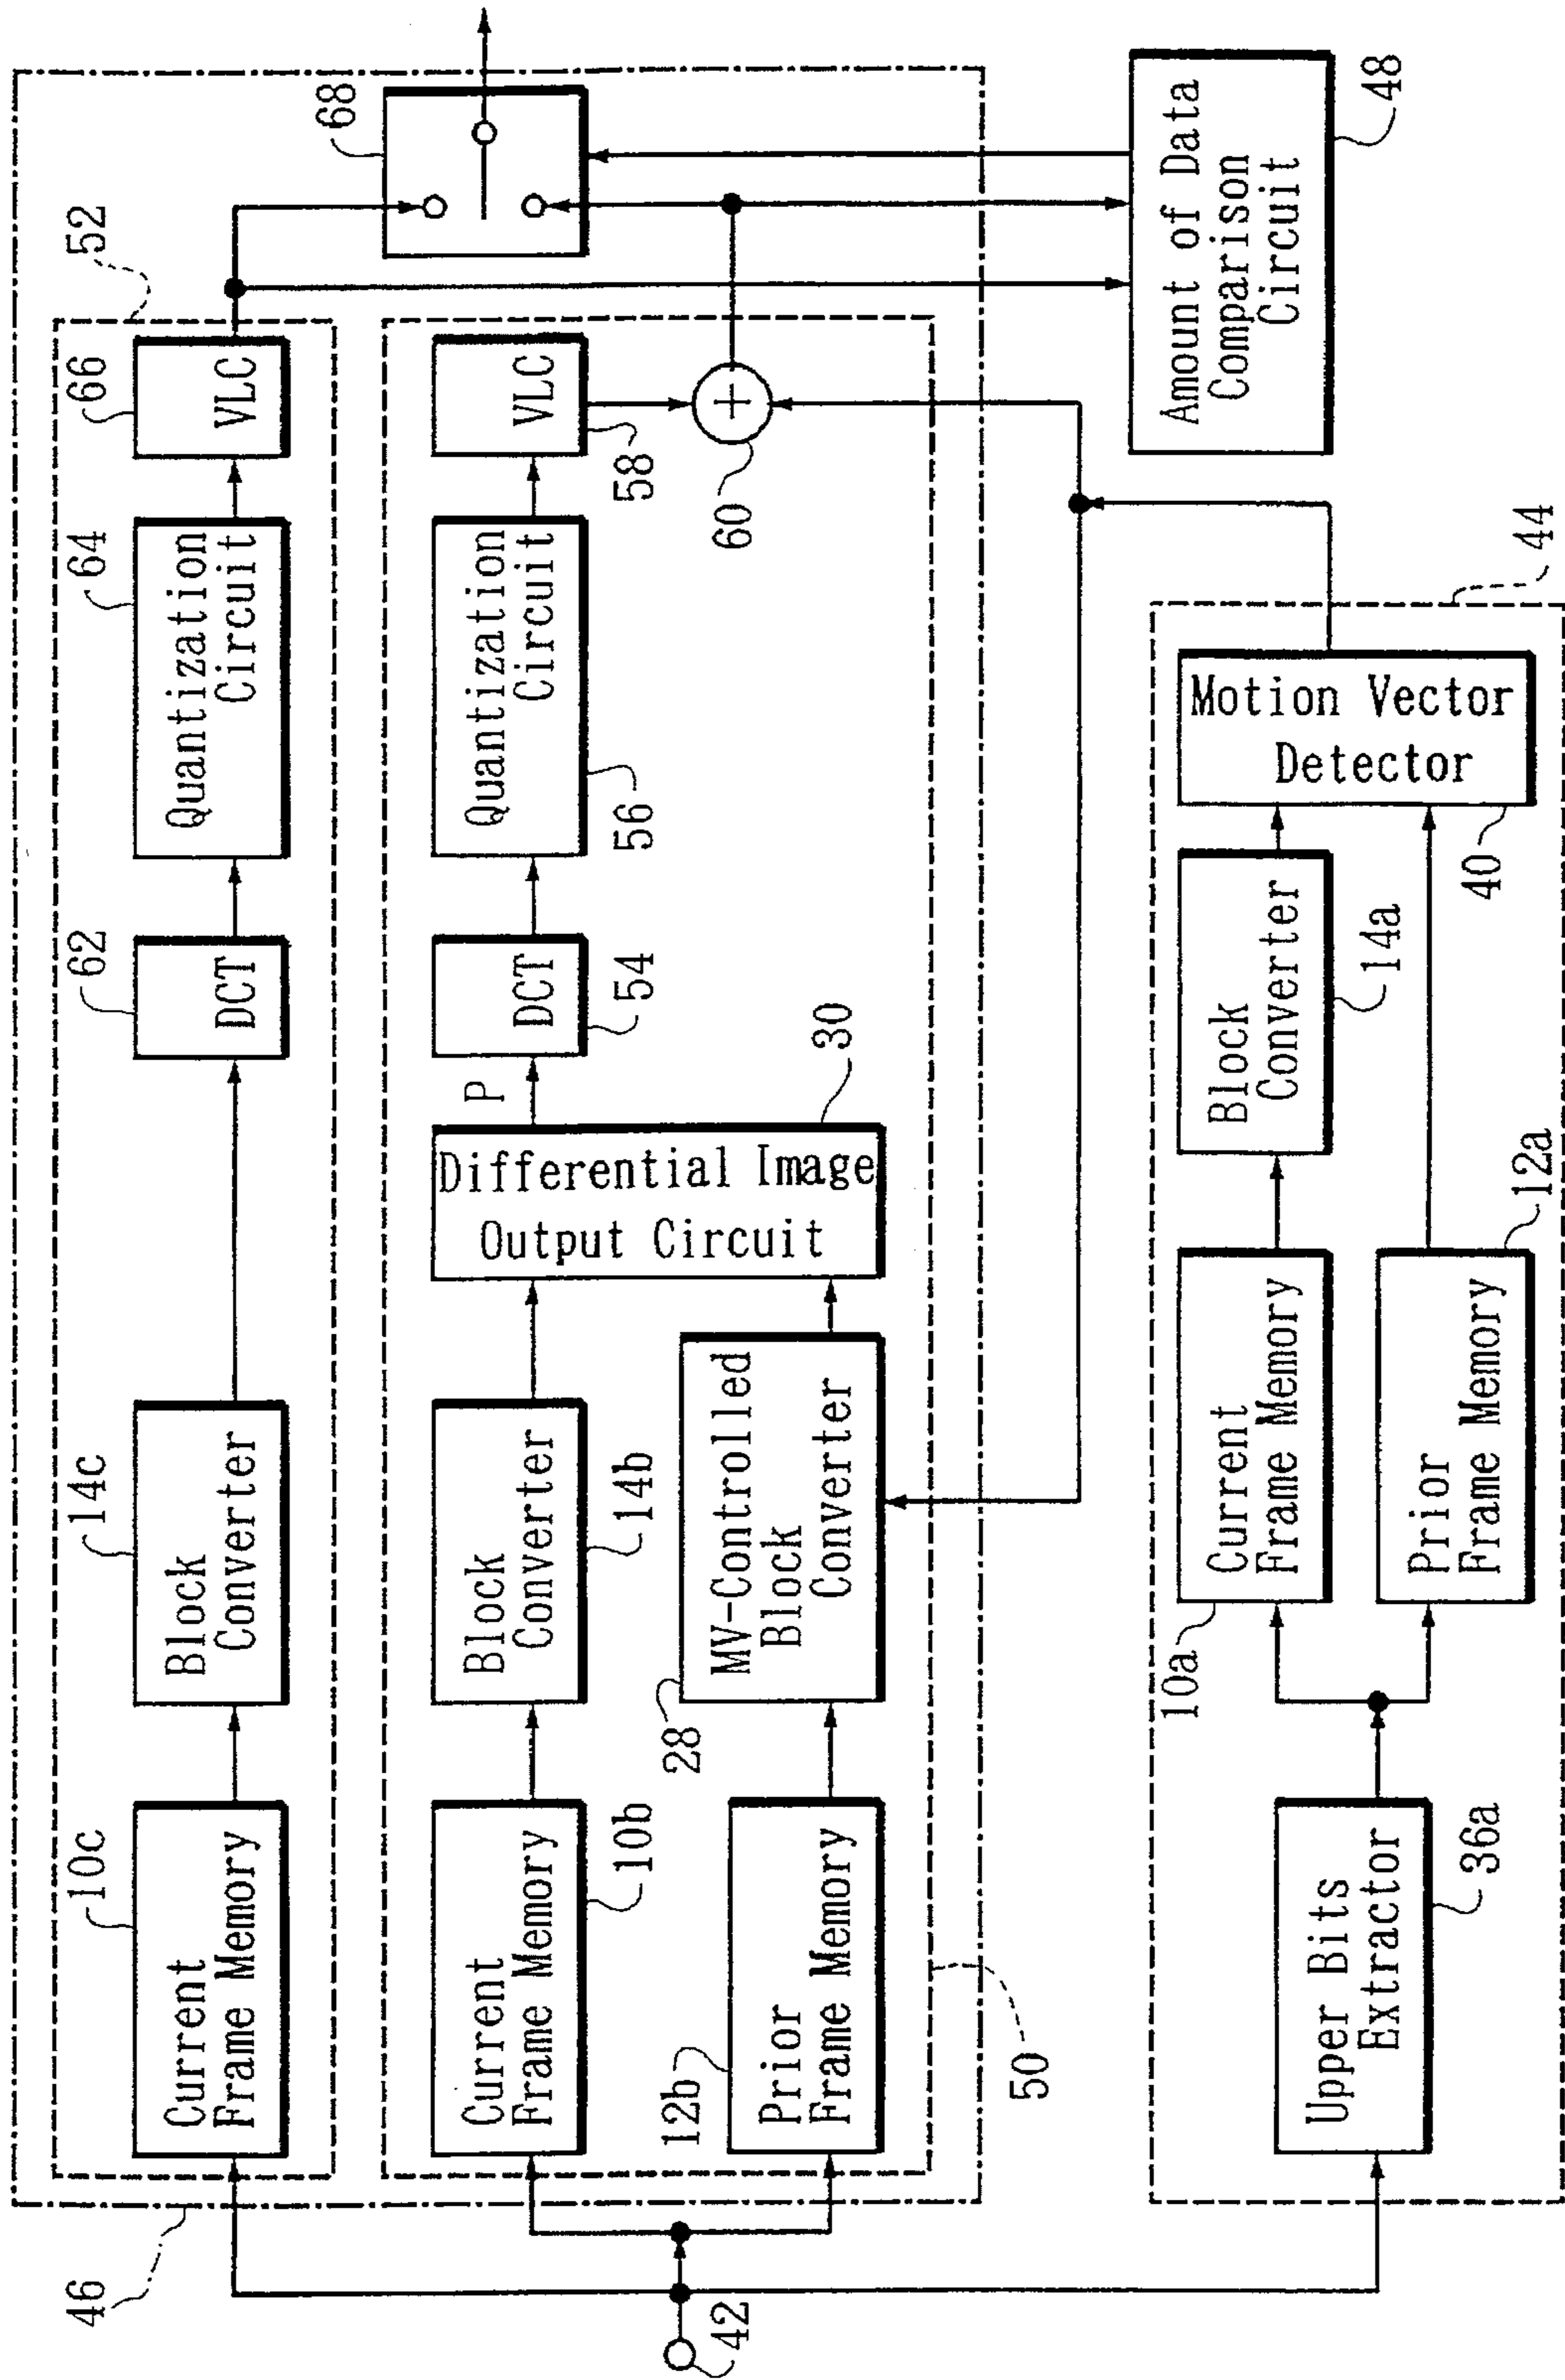 46
10c
Current
Frame Memory
14c
Block
Converter
62
DCT
64
Quantization
Circuit
66
VLC
52
68
42
Current
Frame Memory
10b
Block
Converter
14b
Differential Image
Output Circuit
30
P
DCT
54
Quantization
Circuit
56
VLC
58
+
60
12b
Prior
Frame Memory
28
MV-Controlled
Block
Converter
50
Amount of Data
Comparison
Circuit
48
Upper Bits
Extractor
36a
10a
Current
Frame Memory
Prior
Frame Memory
12a
Block
Converter
14a
Motion Vector
Detector
40
44